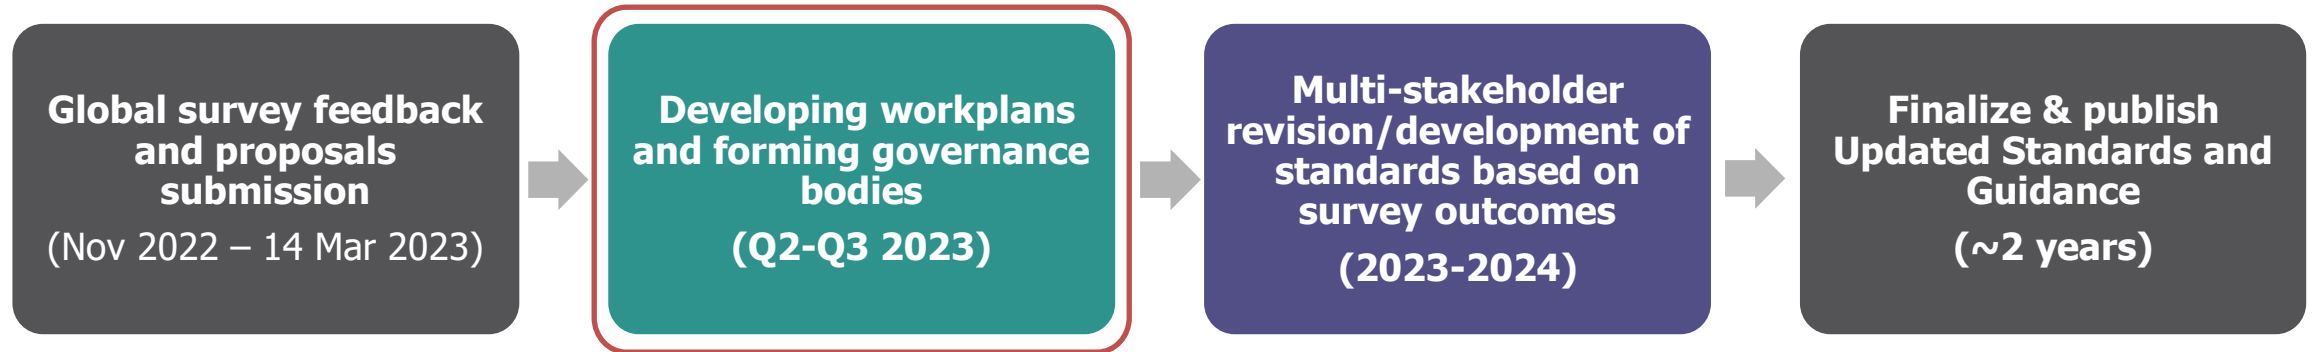 Global survey feedback
and proposals
submission
(Nov 2022 – 14 Mar 2023)
Developing workplans
and forming governance
bodies
(Q2-Q3 2023)
Multi-stakeholder
revision/development of
standards based on
survey outcomes
(2023-2024)
Finalize & publish
Updated Standards and
Guidance
(~2 years)